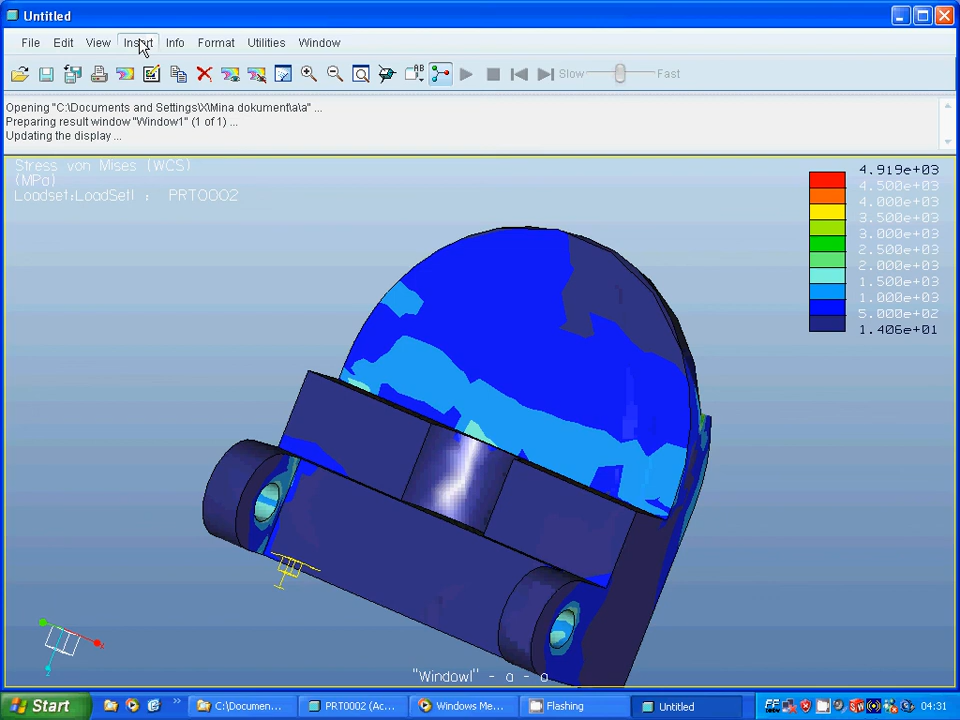 Untitled
File Edit View Insert Info Format Utilities Window
Slow Fast
Opening "C:\Documents and Settings\X\Mina dokument\a\a" ...
Preparing result window "Window1" (1 of 1) ...
Updating the display ...
Stress von Mises (WCS)
(MPa)
Loadset:LoadSet1 : PRT0002
4.919e+03
4.500e+03
4.000e+03
3.500e+03
3.000e+03
2.500e+03
2.000e+03
1.500e+03
1.000e+03
5.000e+02
1.406e+01
x
z
"Window1" - a - a
Start C:\Documen... PRT0002 (Ac... Windows Me... Flashing Untitled 04:31